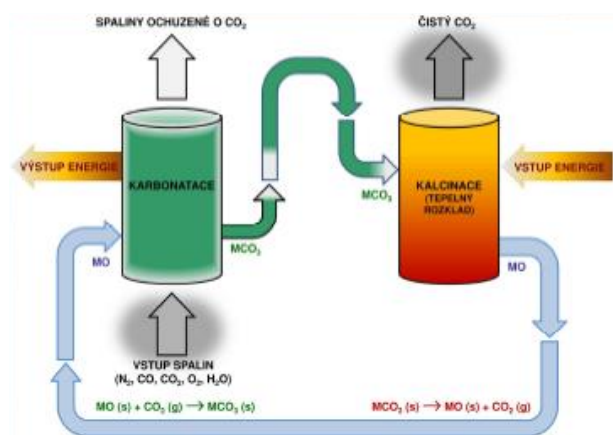 SPALINY OCHUZENÉ O CO₂
ČISTÝ CO₂
VÝSTUP ENERGIE
KARBONATACE
MCO₃
MO
VSTUP SPALIN
(N₂, CO, CO₂, O₂, H₂O)
MO (s) + CO₂ (g) → MCO₃ (s)
KALCINACE
(TEPELNÝ
ROZKLAD)
VSTUP ENERGIE
MCO₃
MO
MCO₃ (s) → MO (s) + CO₂ (g)